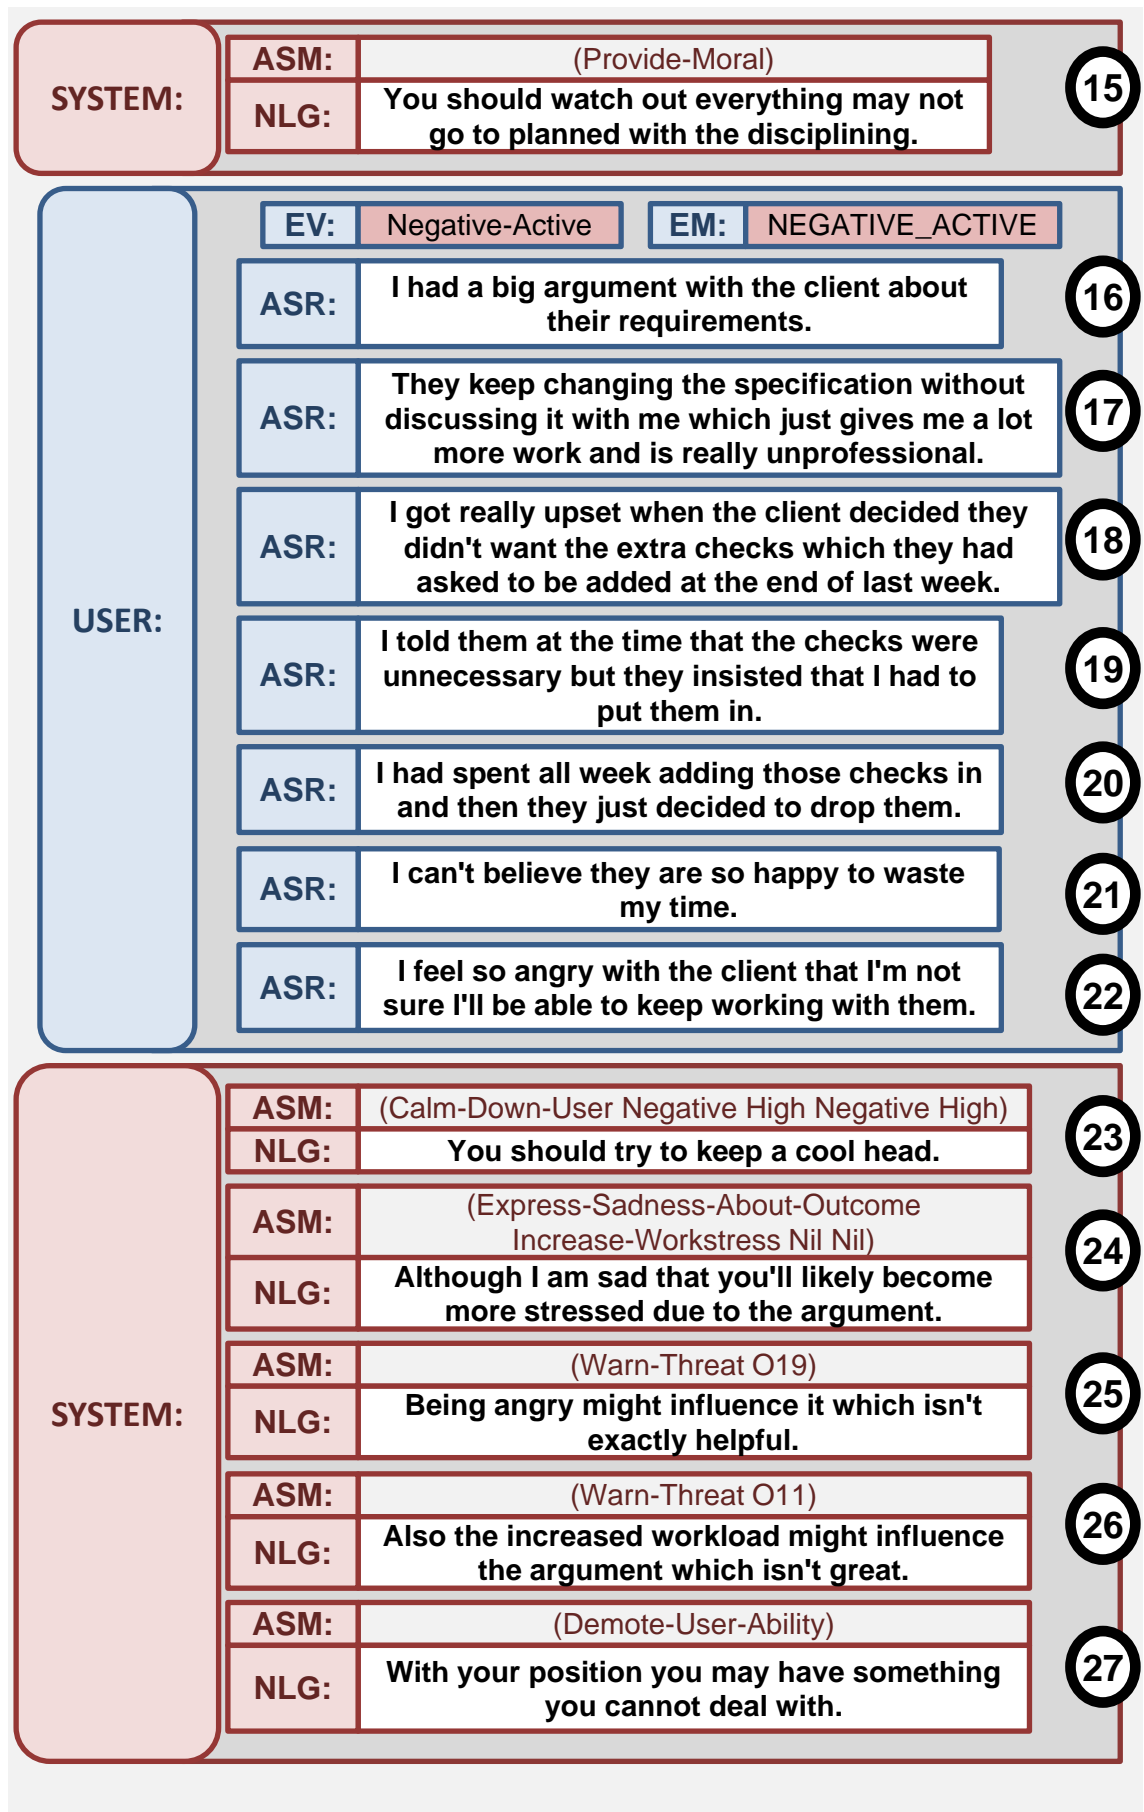 SYSTEM:
ASM:
(Provide-Moral)
NLG:
You should watch out everything may not
go to planned with the disciplining.
15
USER:
EV:
Negative-Active
EM:
NEGATIVE_ACTIVE
ASR:
I had a big argument with the client about
their requirements.
16
ASR:
They keep changing the specification without
discussing it with me which just gives me a lot
more work and is really unprofessional.
17
ASR:
I got really upset when the client decided they
didn't want the extra checks which they had
asked to be added at the end of last week.
18
ASR:
I told them at the time that the checks were
unnecessary but they insisted that I had to
put them in.
19
ASR:
I had spent all week adding those checks in
and then they just decided to drop them.
20
ASR:
I can't believe they are so happy to waste
my time.
21
ASR:
I feel so angry with the client that I'm not
sure I'll be able to keep working with them.
22
SYSTEM:
ASM:
(Calm-Down-User Negative High Negative High)
NLG:
You should try to keep a cool head.
23
ASM:
(Express-Sadness-About-Outcome
Increase-Workstress Nil Nil)
NLG:
Although I am sad that you'll likely become
more stressed due to the argument.
24
ASM:
(Warn-Threat O19)
NLG:
Being angry might influence it which isn't
exactly helpful.
25
ASM:
(Warn-Threat O11)
NLG:
Also the increased workload might influence
the argument which isn't great.
26
ASM:
(Demote-User-Ability)
NLG:
With your position you may have something
you cannot deal with.
27